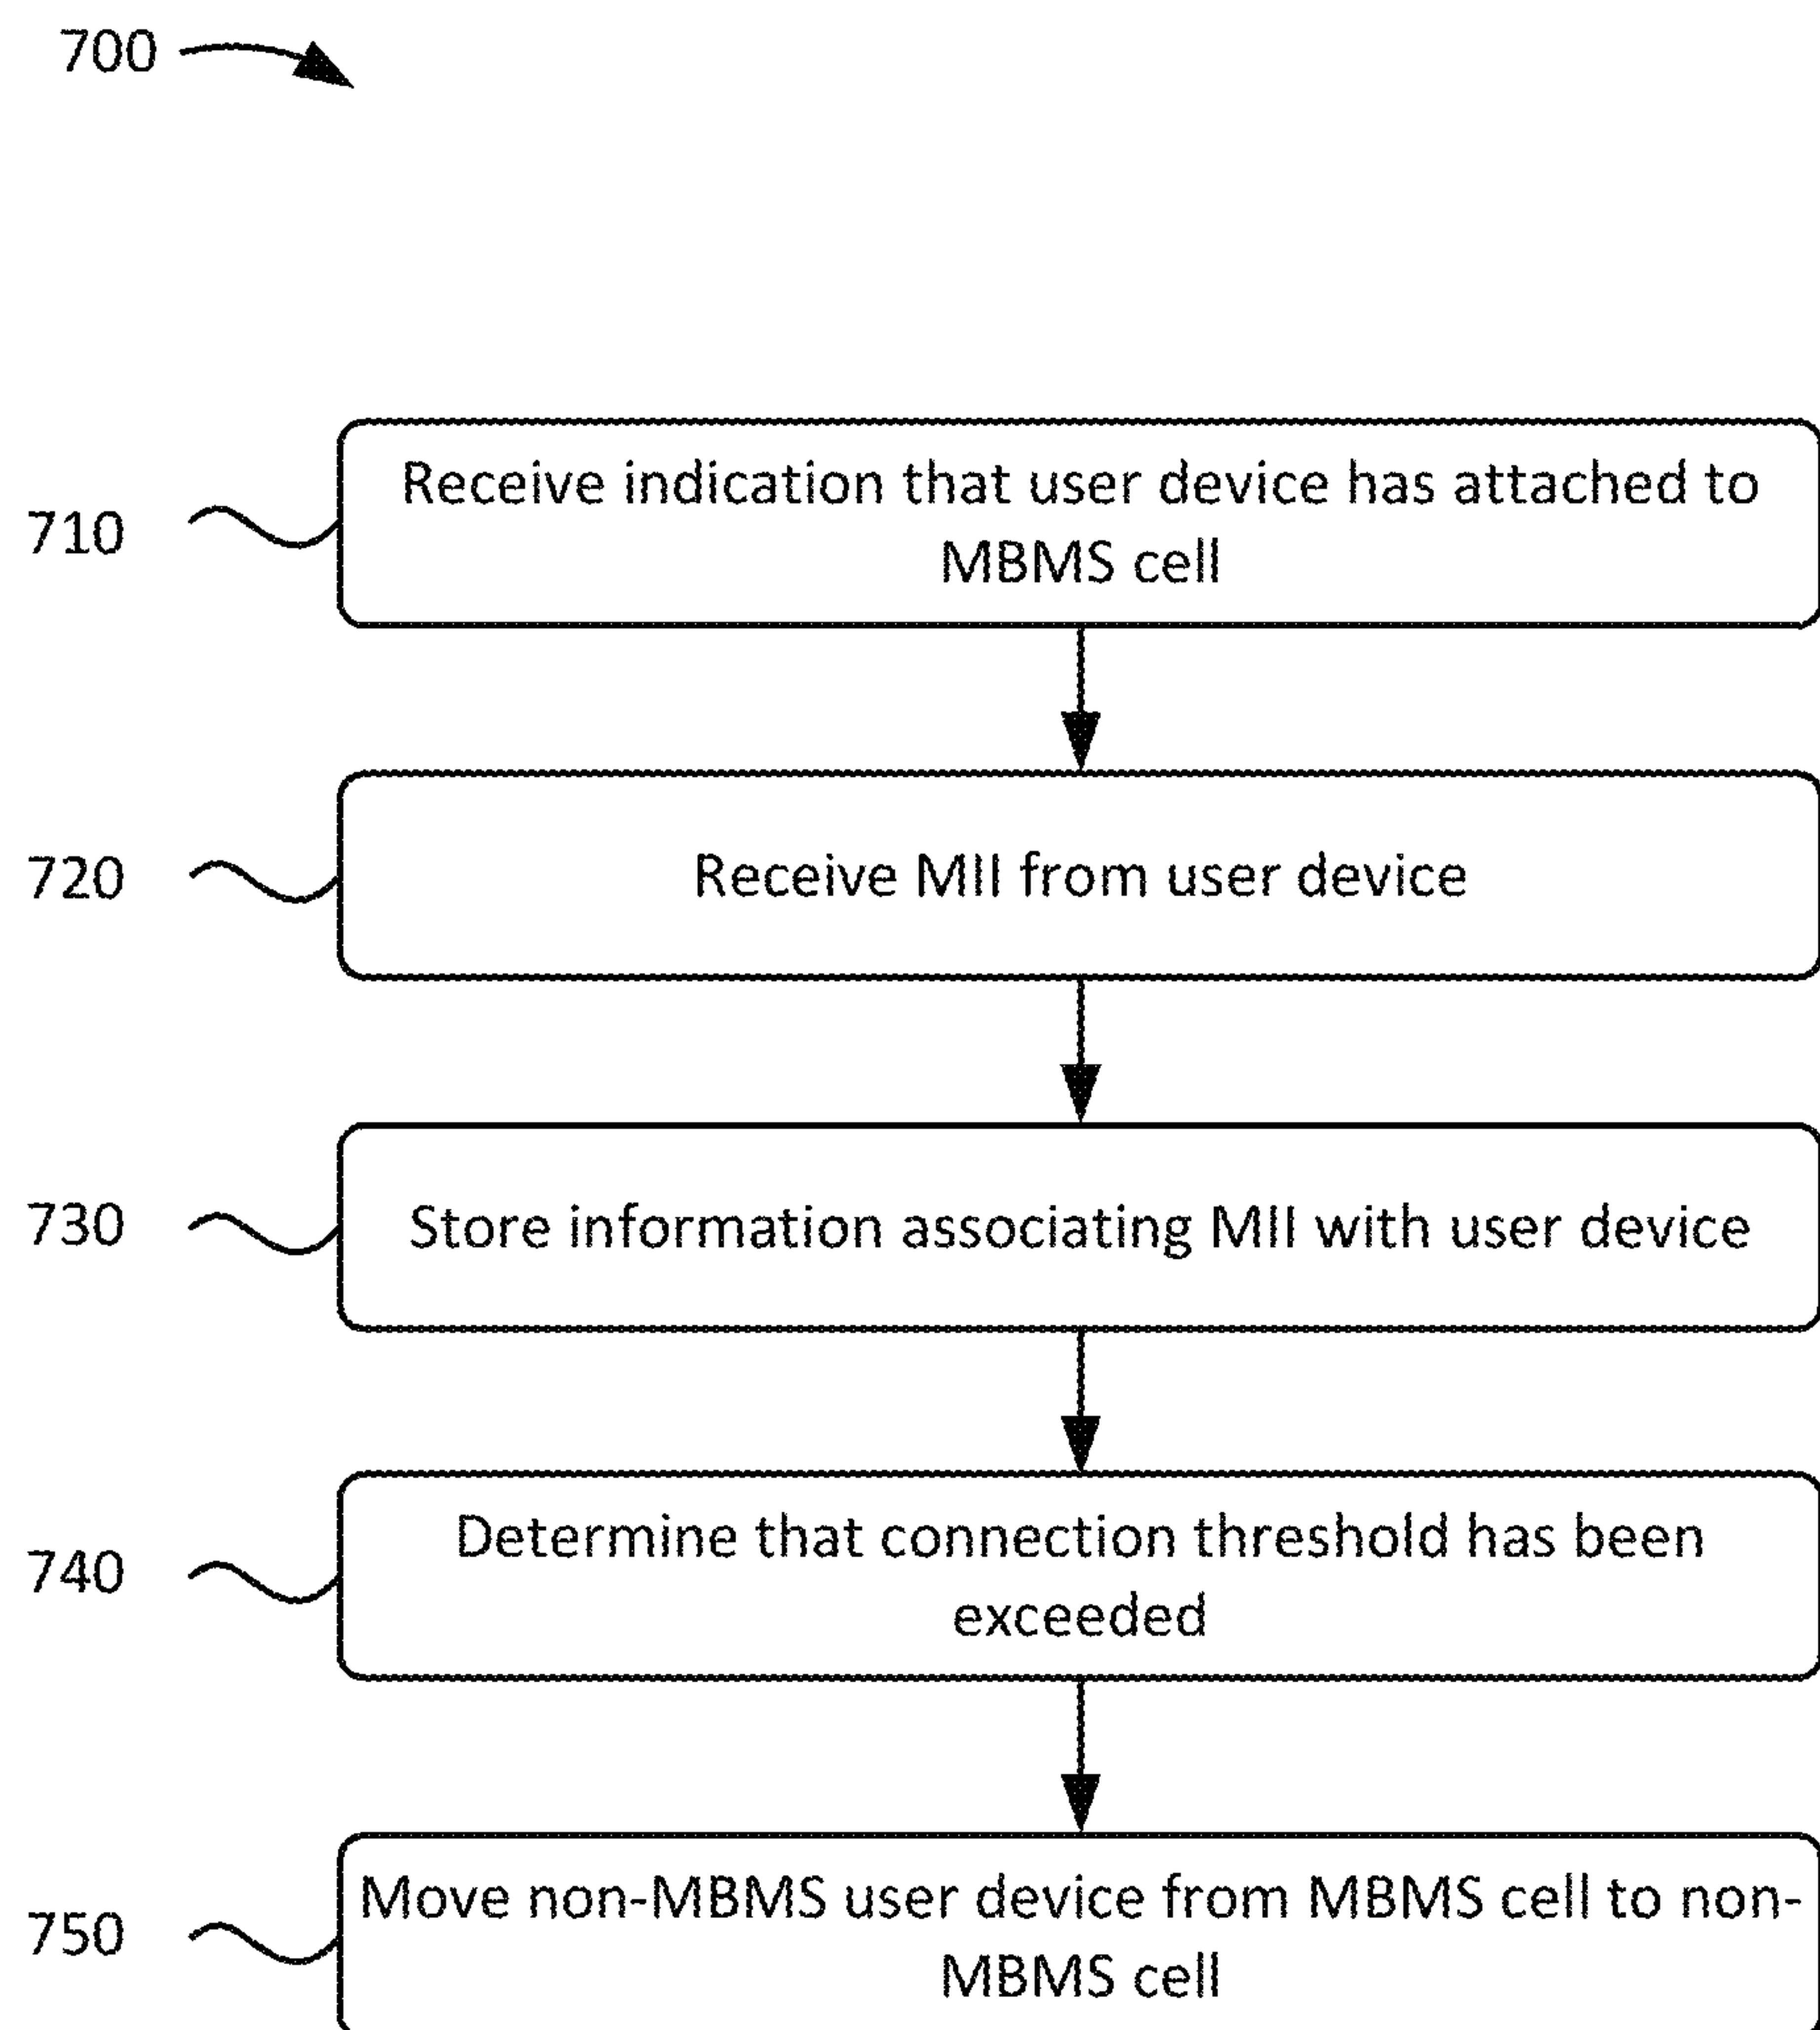 700
710
Receive indication that user device has attached to
MBMS cell
720
Receive MII from user device
730
Store information associating MII with user device
740
Determine that connection threshold has been
exceeded
750
Move non-MBMS user device from MBMS cell to non-
MBMS cell